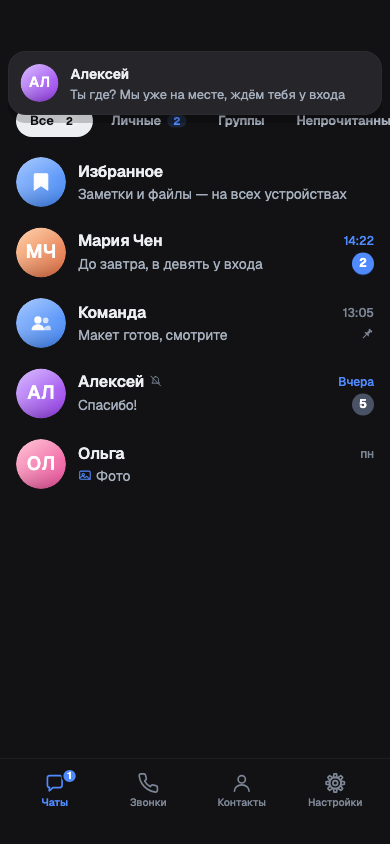 АЛ
Алексей
Ты где? Мы уже на месте, ждём тебя у входа
Все 2 Личные 2 Группы Непрочитанны
Избранное
Заметки и файлы — на всех устройствах
МЧ
Мария Чен 14:22
До завтра, в девять у входа 2
Команда 13:05
Макет готов, смотрите
АЛ
Алексей Вчера
Спасибо! 5
ОЛ
Ольга пн
Фото
1
Чаты Звонки Контакты Настройки